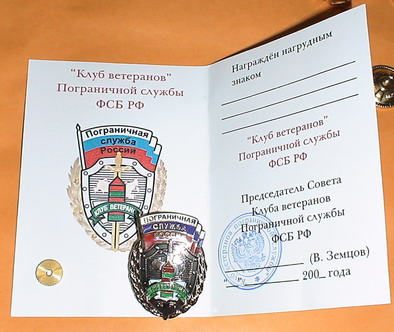 "Клуб ветеранов"
Пограничной службы
ФСБ РФ
Пограничная
служба
России
КЛУБ ВЕТЕРАНОВ
ПОГРАНИЧНАЯ
СЛУЖБА
Награждён нагрудным
знаком
"Клуб ветеранов"
Пограничной службы
ФСБ РФ
Председатель Совета
Клуба ветеранов
Пограничной службы
ФСБ РФ
(В. Земцов)
" " 200_ года